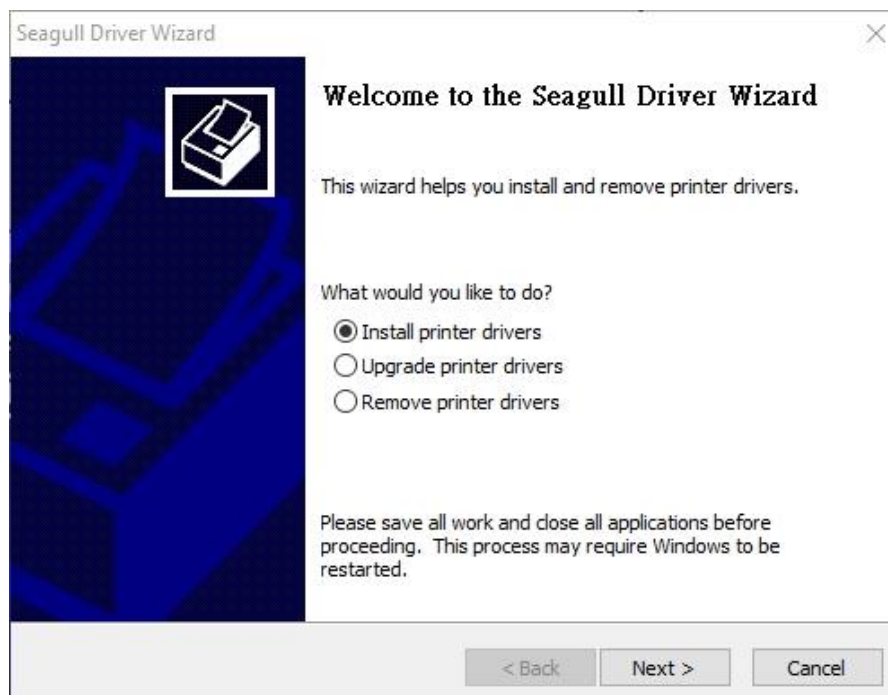 Seagull Driver Wizard
Welcome to the Seagull Driver Wizard
This wizard helps you install and remove printer drivers.
What would you like to do?
Install printer drivers
Upgrade printer drivers
Remove printer drivers
Please save all work and close all applications before
proceeding. This process may require Windows to be
restarted.
< Back
Next >
Cancel